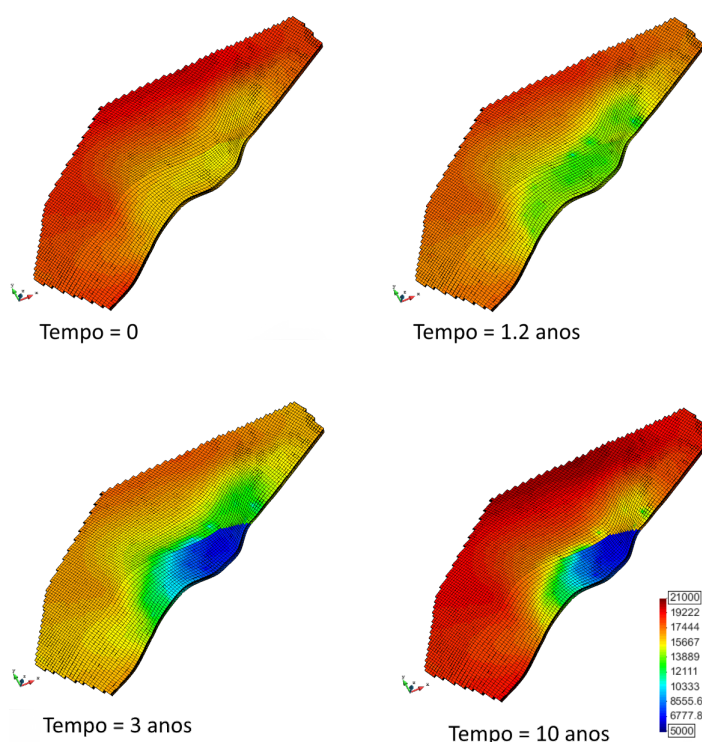 Tempo = 0
Tempo = 1.2 anos
Tempo = 3 anos
Tempo = 10 anos
21000
19222
17444
15667
13889
12111
10333
8555.6
6777.8
5000